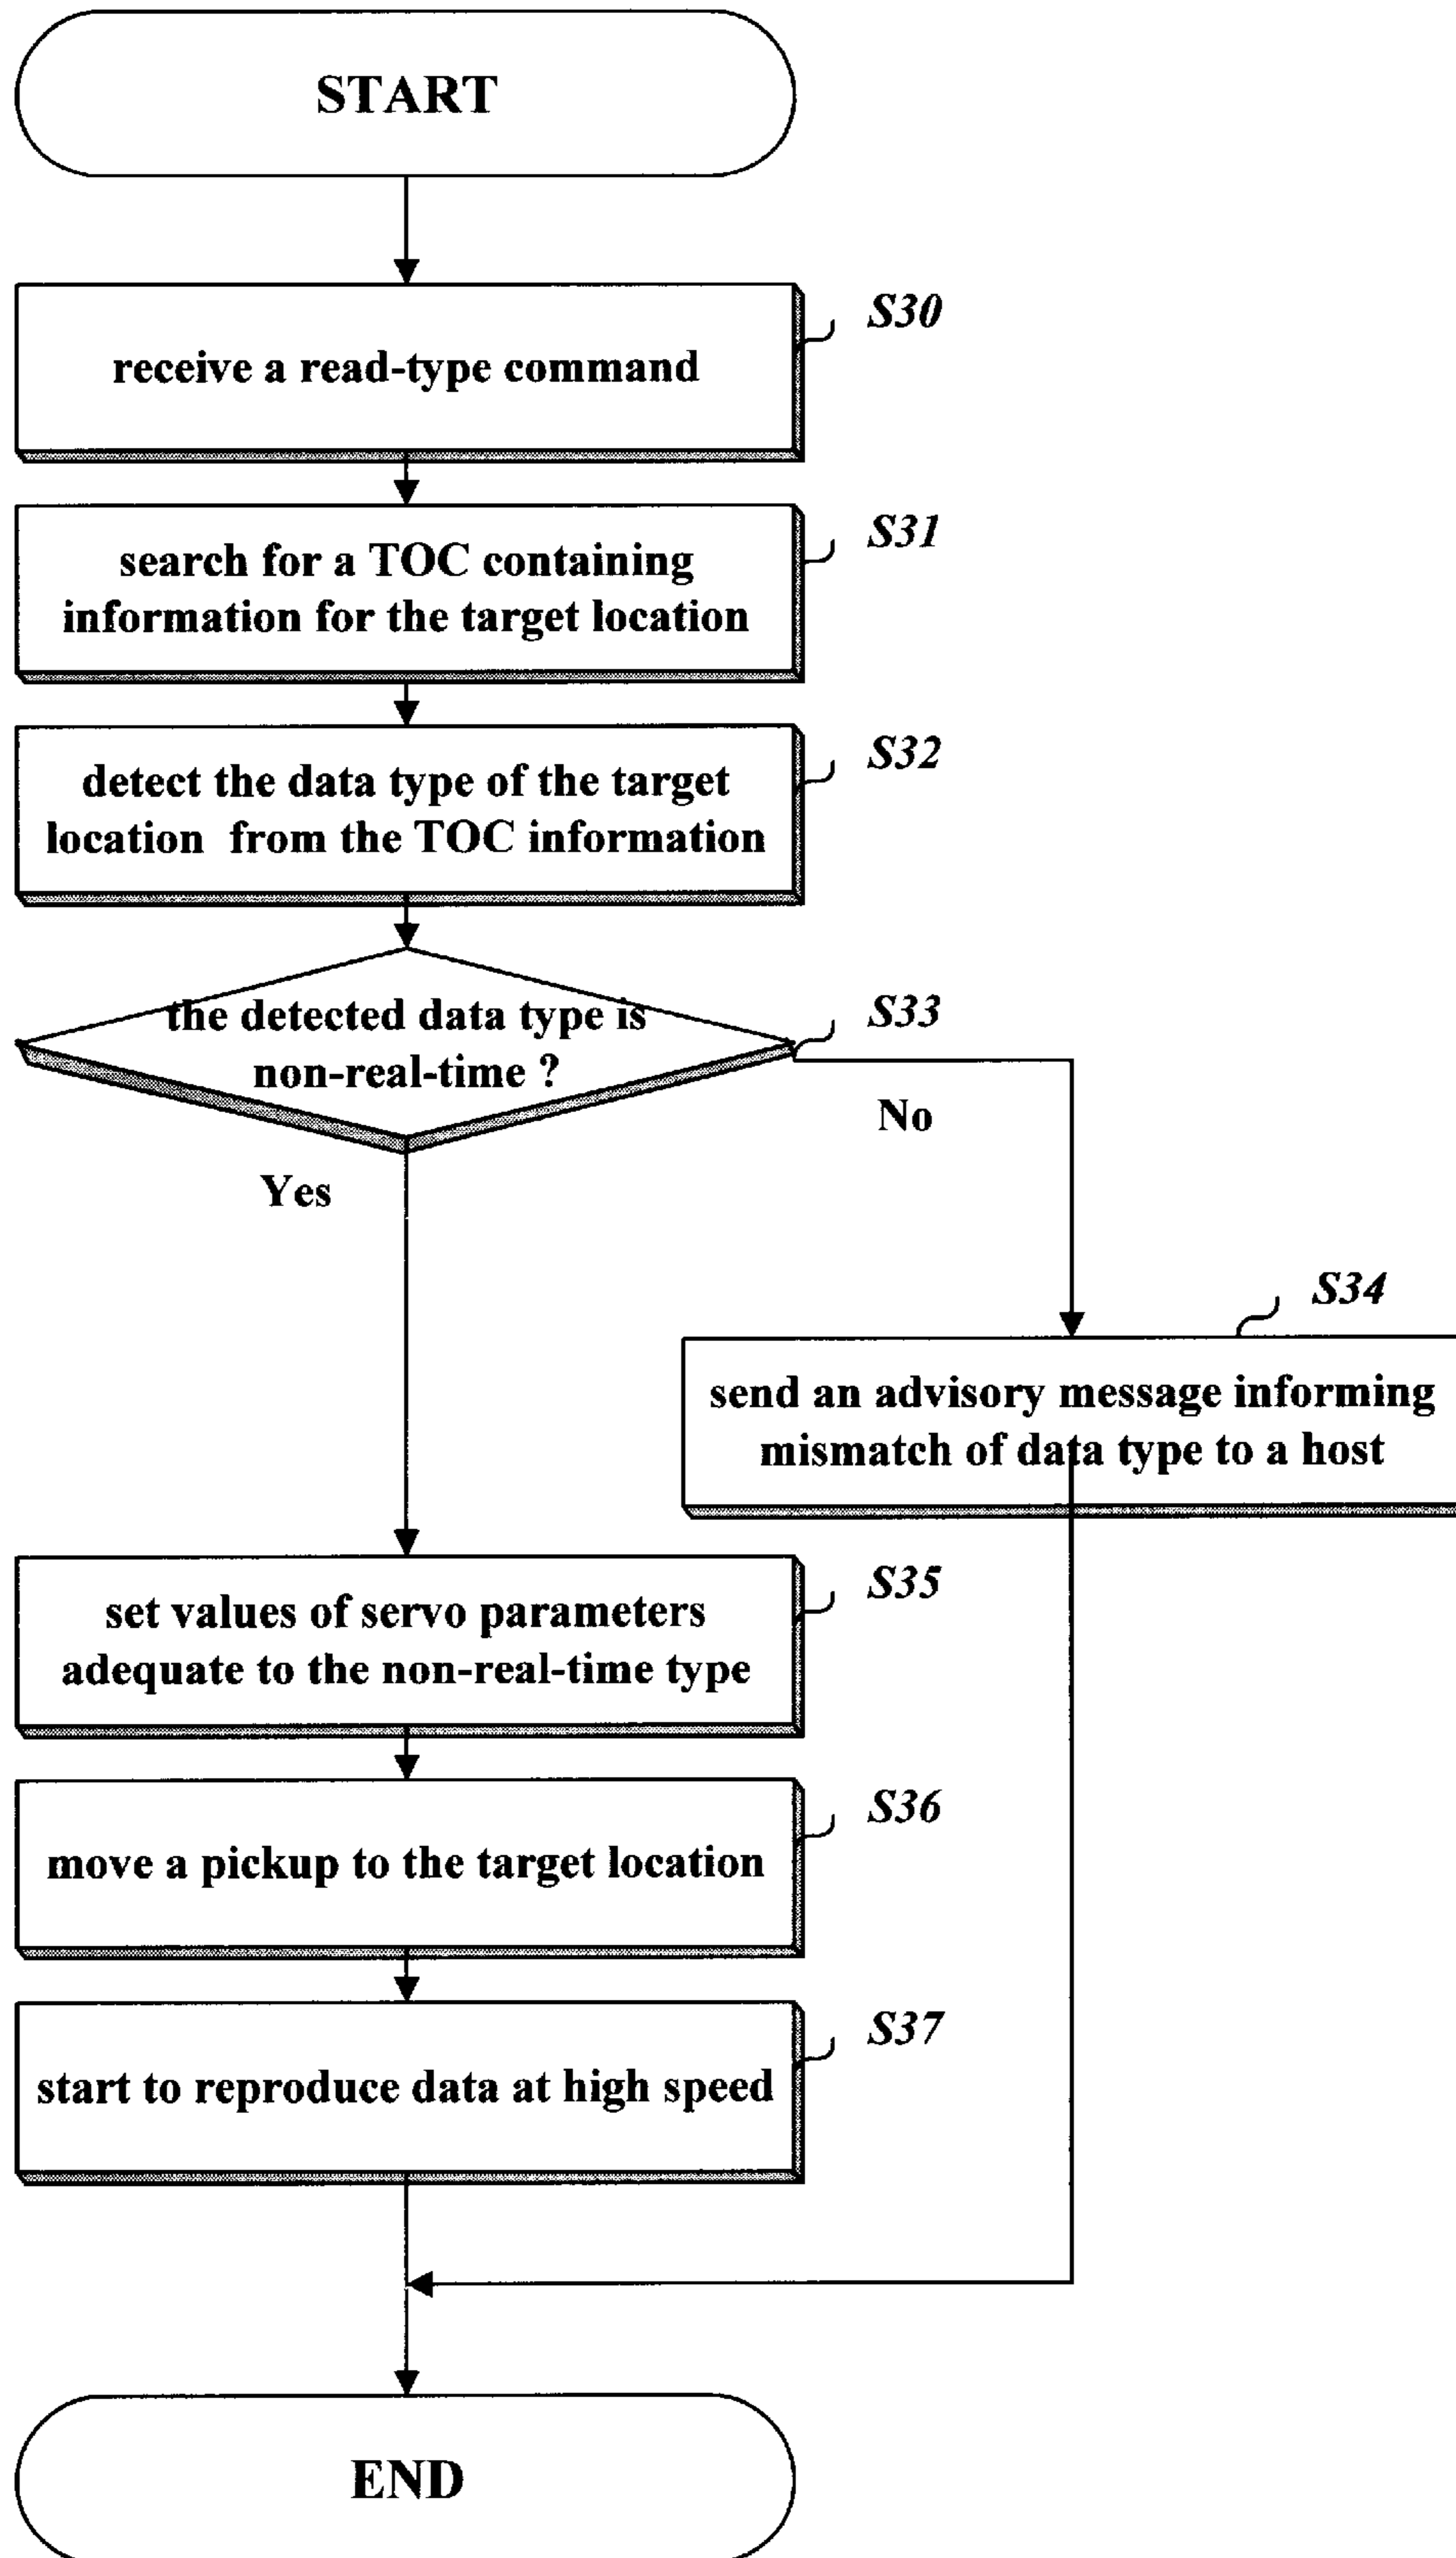 START
S30
receive a read-type command
S31
search for a TOC containing
information for the target location
S32
detect the data type of the target
location from the TOC information
S33
the detected data type is
non-real-time ?
No
Yes
S34
send an advisory message informing
mismatch of data type to a host
S35
set values of servo parameters
adequate to the non-real-time type
S36
move a pickup to the target location
S37
start to reproduce data at high speed
END